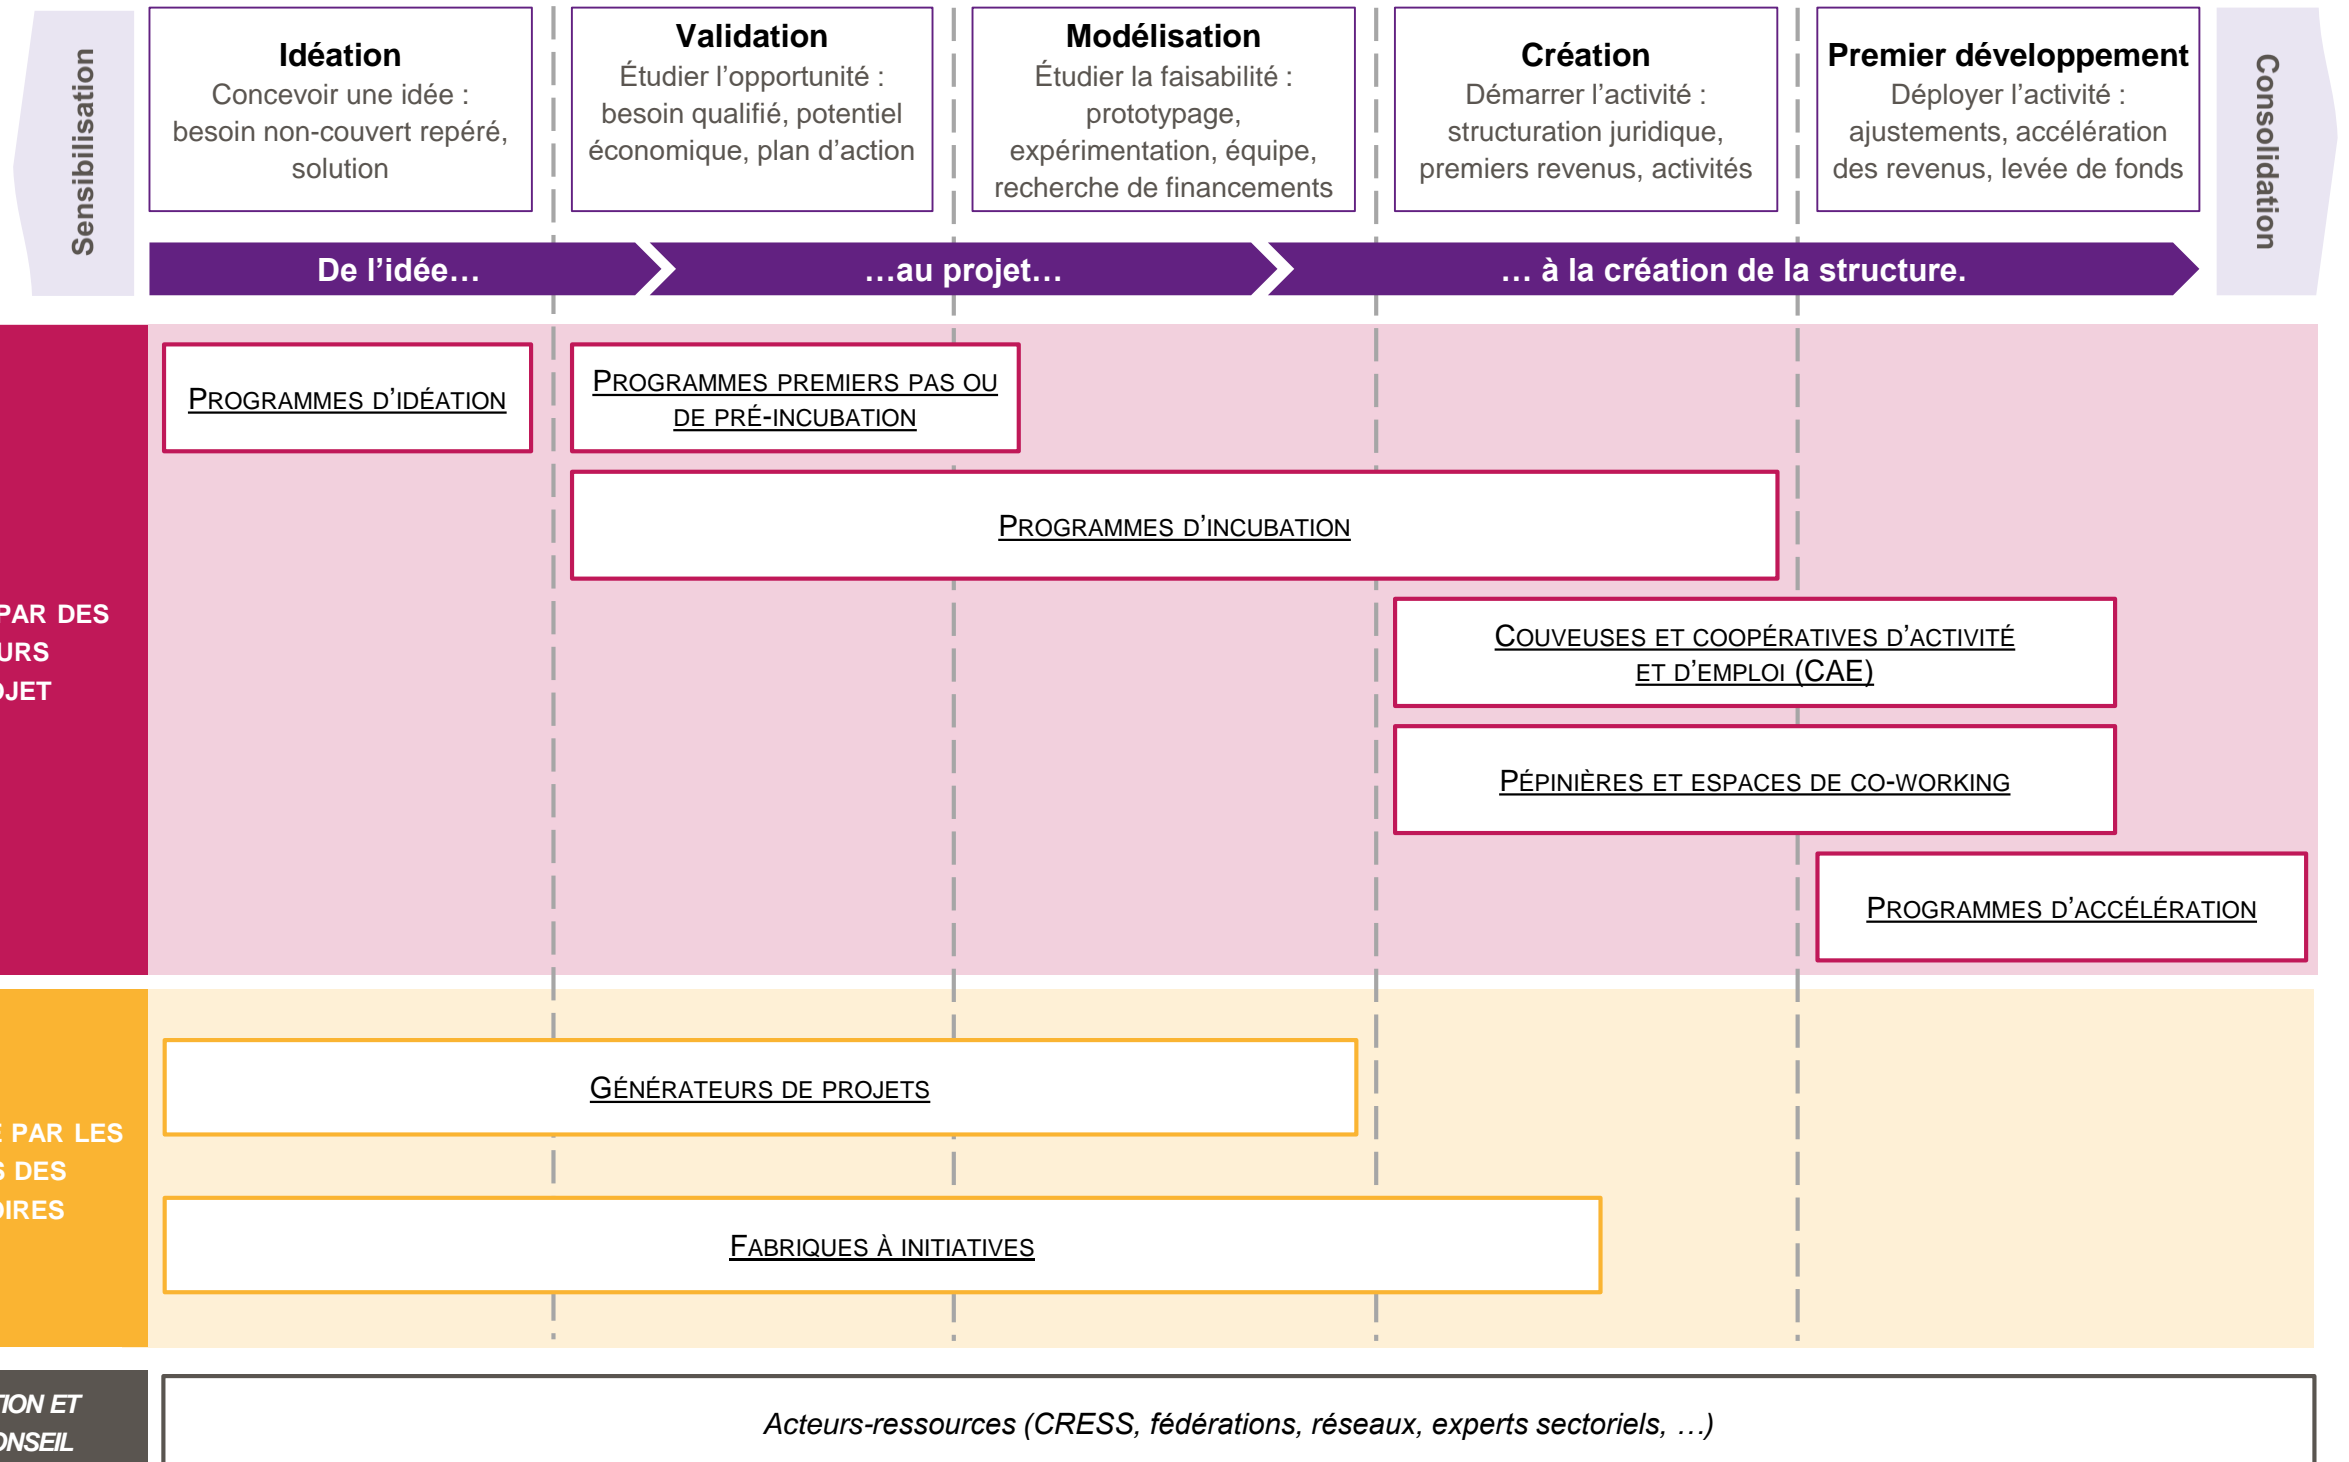 Sensibilisation
Idéation
Concevoir une idée :
besoin non-couvert repéré,
solution
Validation
Étudier l’opportunité :
besoin qualifié, potentiel
économique, plan d’action
Modélisation
Étudier la faisabilité :
prototypage,
expérimentation, équipe,
recherche de financements
Création
Démarrer l’activité :
structuration juridique,
premiers revenus, activités
Premier développement
Déployer l’activité :
ajustements, accélération
des revenus, levée de fonds
Consolidation
De l’idée…
…au projet…
… à la création de la structure.
PAR DES
PROGRAMMES D’IDÉATION
PROGRAMMES PREMIERS PAS OU
DE PRÉ-INCUBATION
PROGRAMMES D’INCUBATION
COUVEUSES ET COOPÉRATIVES D’ACTIVITÉ
ET D’EMPLOI (CAE)
PÉPINIÈRES ET ESPACES DE CO-WORKING
PROGRAMMES D’ACCÉLÉRATION
PAR LES
DES
GÉNÉRATEURS DE PROJETS
FABRIQUES À INITIATIVES
ET
Acteurs-ressources (CRESS, fédérations, réseaux, experts sectoriels, …)